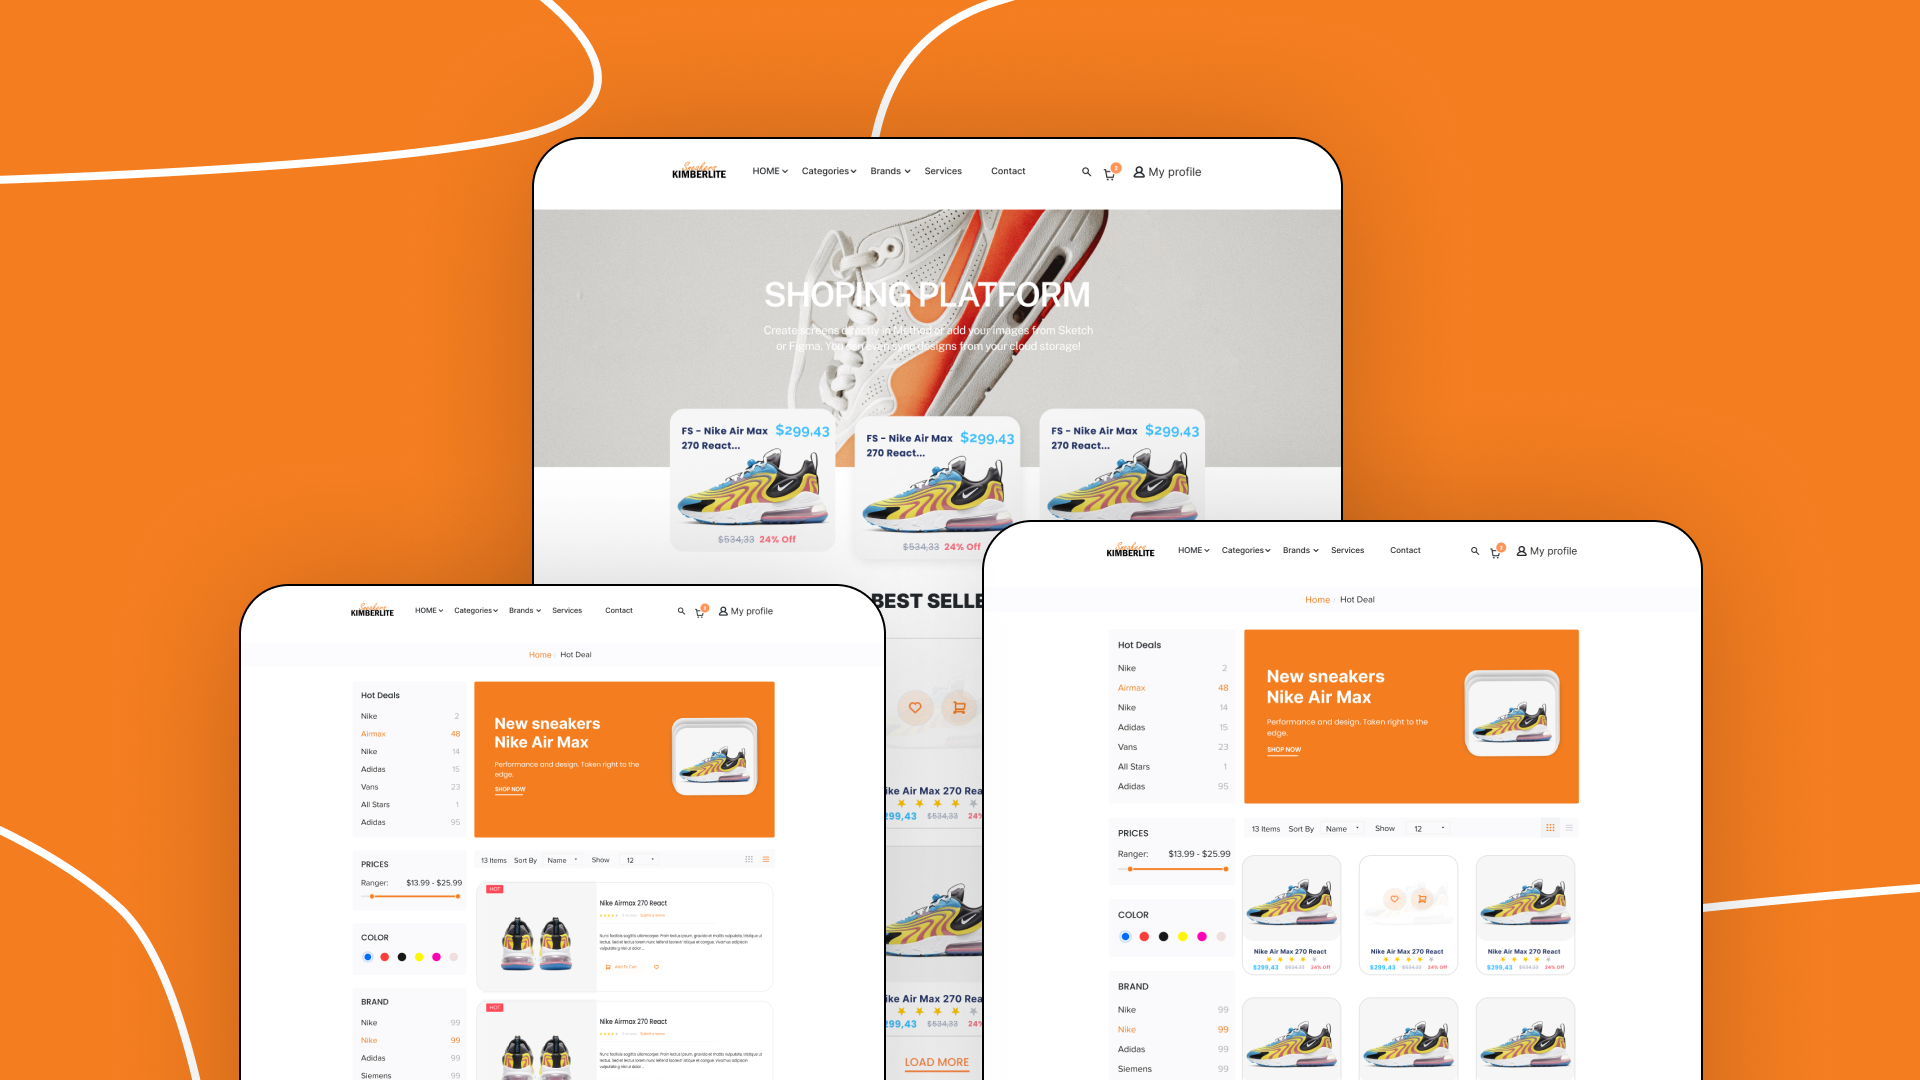 Sneakers
KIMBERLITE
HOME
Categories
Brands
Services
Contact
2
My profile
SHOPING PLATFORM
Create screens directly in Method or add your images from Sketch
or Figma. You can even sync designs from your cloud storage!
FS - Nike Air Max
270 React...
$299,43
$534,33 24% Off
FS - Nike Air Max
270 React...
$299,43
$534,33 24% Off
FS - Nike Air Max
270 React...
$299,43
BEST SELLE
ike Air Max 270 Rea
299,43 $534,33 24%
ike Air Max 270 Rea
299,43 $534,33 24%
LOAD MORE
Sneakers
KIMBERLITE
HOME
Categories
Brands
Services
Contact
My profile
Home / Hot Deal
Hot Deals
Nike 2
Airmax 48
Nike 14
Adidas 15
Vans 23
All Stars 1
Adidas 95
PRICES
Ranger: $13.99 - $25.99
COLOR
BRAND
Nike 99
Nike 99
Adidas 99
Siemens 99
New sneakers
Nike Air Max
Performance and design. Taken right to the
edge.
SHOP NOW
13 Items Sort By Name Show 12
HOT
Nike Airmax 270 React
Submit a review
Add To Cart
HOT
Nike Airmax 270 React
Submit a review
Sneakers
KIMBERLITE
HOME
Categories
Brands
Services
Contact
2
My profile
Home / Hot Deal
Hot Deals
Nike 2
Airmax 48
Nike 14
Adidas 15
Vans 23
All Stars 1
Adidas 95
PRICES
Ranger: $13.99 - $25.99
COLOR
BRAND
Nike 99
Nike 99
Adidas 99
Siemens 99
New sneakers
Nike Air Max
Performance and design. Taken right to the
edge.
SHOP NOW
13 Items Sort By Name Show 12
Nike Air Max 270 React
$299,43 $534,33 24% Off
Nike Air Max 270 React
$299,43 $534,33 24% Off
Nike Air Max 270 React
$299,43 $534,33 24% Off